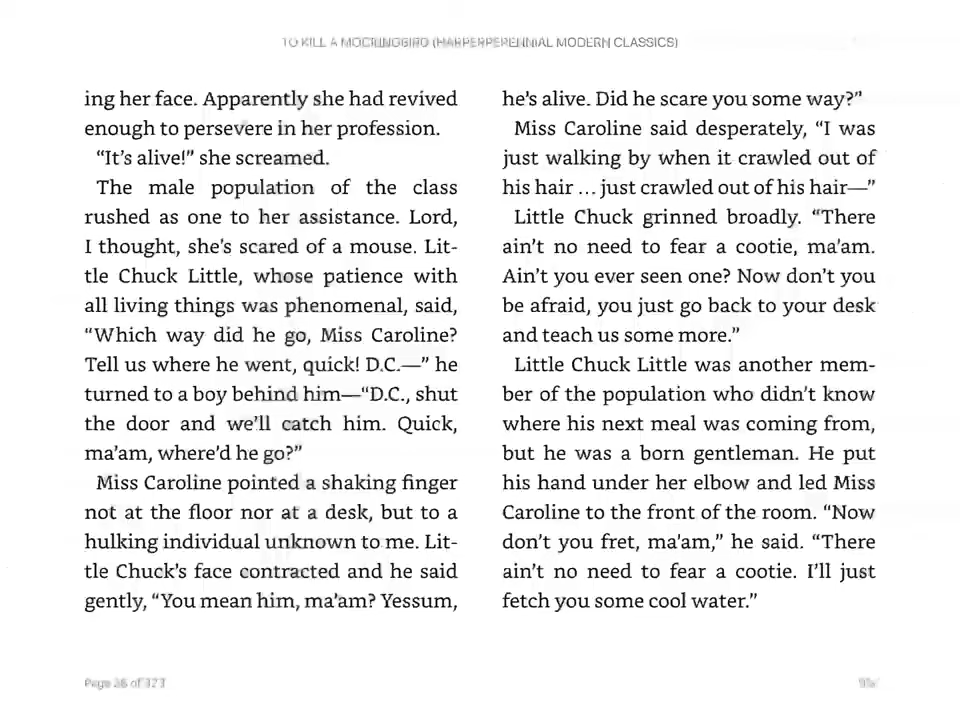 TO KILL A MOCKINGBIRD (HARPERPERENNIAL MODERN CLASSICS)
ing her face. Apparently she had revived
enough to persevere in her profession.
“It’s alive!” she screamed.
The male population of the class
rushed as one to her assistance. Lord,
I thought, she’s scared of a mouse. Lit-
tle Chuck Little, whose patience with
all living things was phenomenal, said,
“Which way did he go, Miss Caroline?
Tell us where he went, quick! D.C.—” he
turned to a boy behind him—“D.C., shut
the door and we’ll catch him. Quick,
ma’am, where’d he go?”
Miss Caroline pointed a shaking finger
not at the floor nor at a desk, but to a
hulking individual unknown to me. Lit-
tle Chuck’s face contracted and he said
gently, “You mean him, ma’am? Yessum,
he’s alive. Did he scare you some way?”
Miss Caroline said desperately, “I was
just walking by when it crawled out of
his hair ... just crawled out of his hair—”
Little Chuck grinned broadly. “There
ain’t no need to fear a cootie, ma’am.
Ain’t you ever seen one? Now don’t you
be afraid, you just go back to your desk
and teach us some more.”
Little Chuck Little was another mem-
ber of the population who didn’t know
where his next meal was coming from,
but he was a born gentleman. He put
his hand under her elbow and led Miss
Caroline to the front of the room. “Now
don’t you fret, ma’am,” he said. “There
ain’t no need to fear a cootie. I’ll just
fetch you some cool water.”
Page of